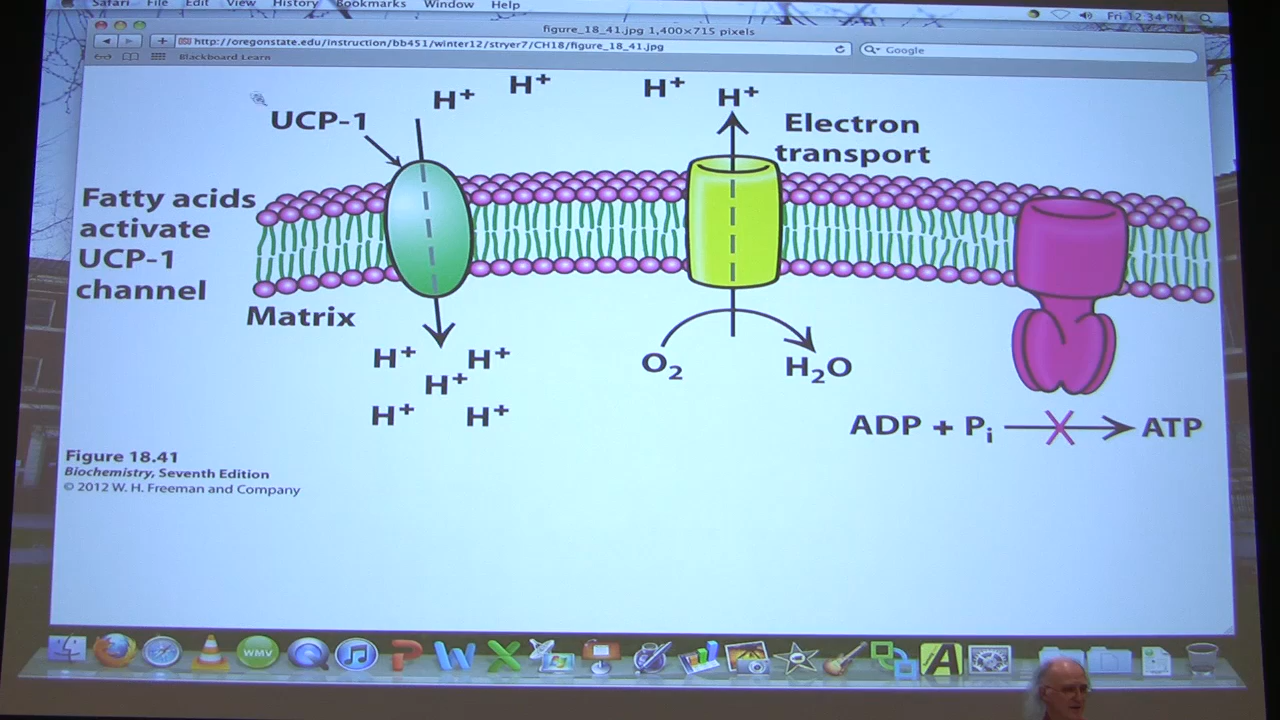 Safari File Edit View History Bookmarks Window Help
Fri 12:34 PM
figure_18_41.jpg 1,400×715 pixels
http://oregonstate.edu/instruction/bb451/winter12/stryer7/CH18/figure_18_41.jpg
Google
Blackboard Learn
H⁺ H⁺ H⁺ H⁺
UCP-1
Electron
transport
Fatty acids
activate
UCP-1
channel
Matrix
H⁺ H⁺
H⁺
H⁺ H⁺
O₂ H₂O
ADP + Pᵢ ATP
Figure 18.41
Biochemistry, Seventh Edition
© 2012 W. H. Freeman and Company
WMV